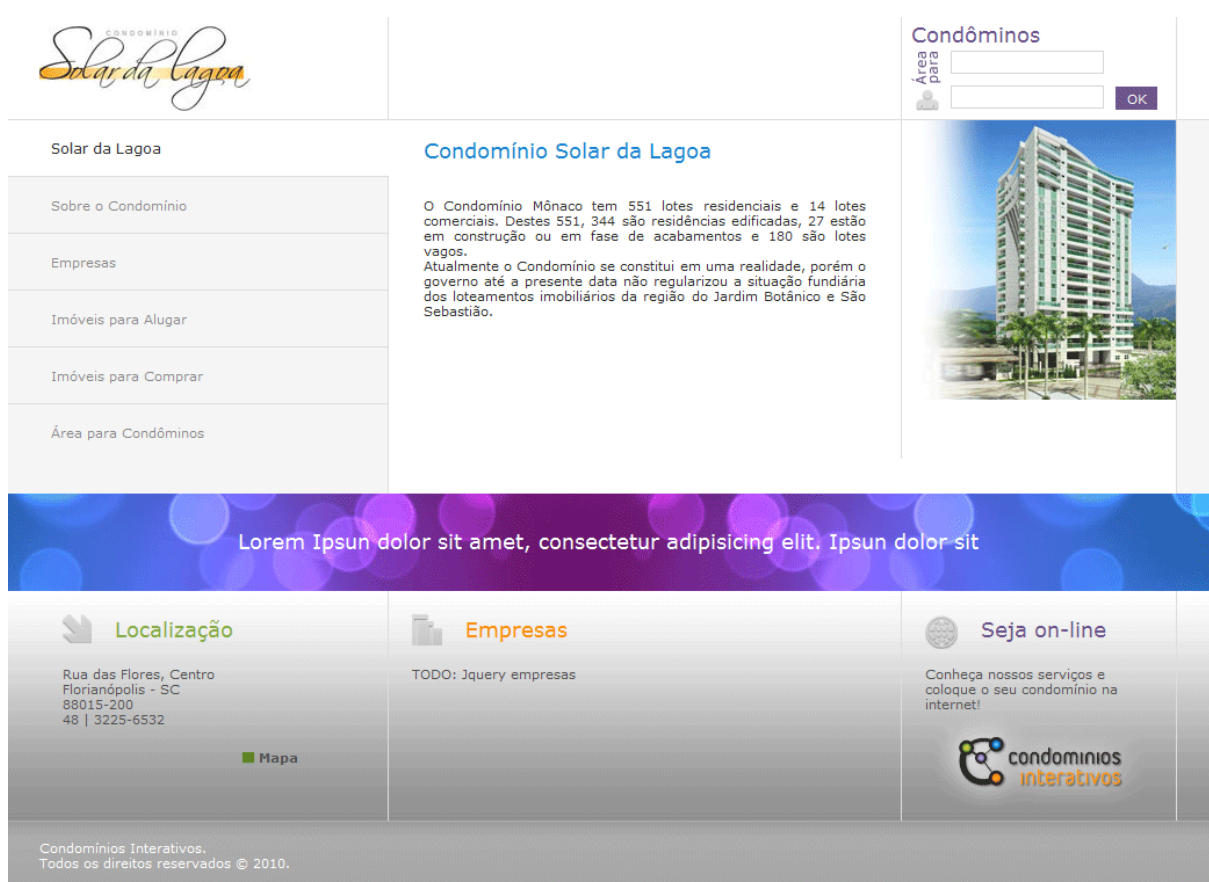 CONDOMÍNIO
Solar da Lagoa
Condôminos
Área
para
OK
Solar da Lagoa
Sobre o Condomínio
Empresas
Imóveis para Alugar
Imóveis para Comprar
Área para Condôminos
Condomínio Solar da Lagoa
O Condomínio Mônaco tem 551 lotes residenciais e 14 lotes
comerciais. Destes 551, 344 são residências edificadas, 27 estão
em construção ou em fase de acabamentos e 180 são lotes
vagos.
Atualmente o Condomínio se constitui em uma realidade, porém o
governo até a presente data não regularizou a situação fundiária
dos loteamentos imobiliários da região do Jardim Botânico e São
Sebastião.
Lorem Ipsun dolor sit amet, consectetur adipisicing elit. Ipsun dolor sit
Localização
Rua das Flores, Centro
Florianópolis - SC
88015-200
48 | 3225-6532
Mapa
Empresas
TODO: Jquery empresas
Seja on-line
Conheça nossos serviços e
coloque o seu condomínio na
internet!
condominios
interativos
Condomínios Interativos.
Todos os direitos reservados © 2010.